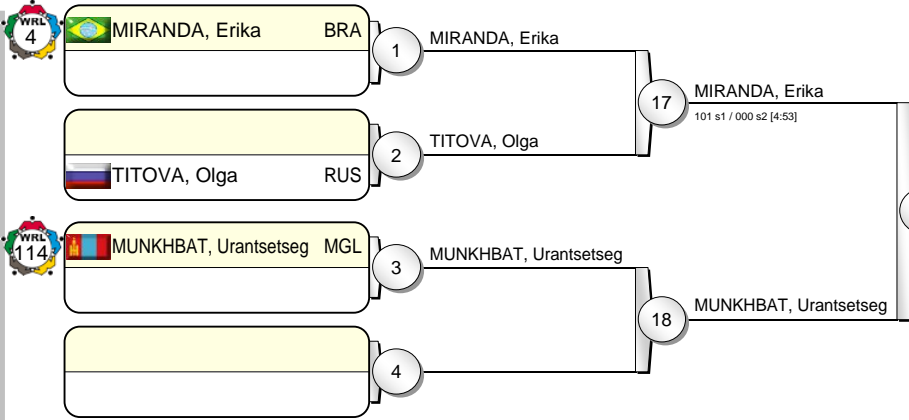 WRL
4
MIRANDA, Erika BRA
1
MIRANDA, Erika
17
MIRANDA, Erika
101 s1 / 000 s2 [4:53]
TITOVA, Olga RUS
2
TITOVA, Olga
WRL
114
MUNKHBAT, Urantsetseg MGL
3
MUNKHBAT, Urantsetseg
18
MUNKHBAT, Urantsetseg
4